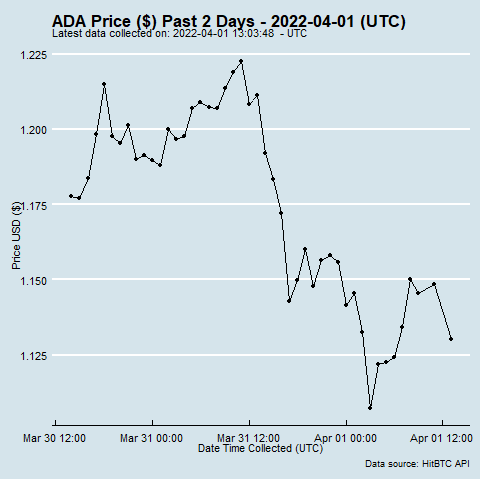 ADA Price ($) Past 2 Days - 2022-04-01 (UTC)
Latest data collected on: 2022-04-01 13:03:48  - UTC
1.225
1.200
1.175
1.150
1.125
Price USD ($)
Mar 30 12:00 Mar 31 00:00 Mar 31 12:00 Apr 01 00:00 Apr 01 12:00
Date Time Collected (UTC)
Data source: HitBTC API